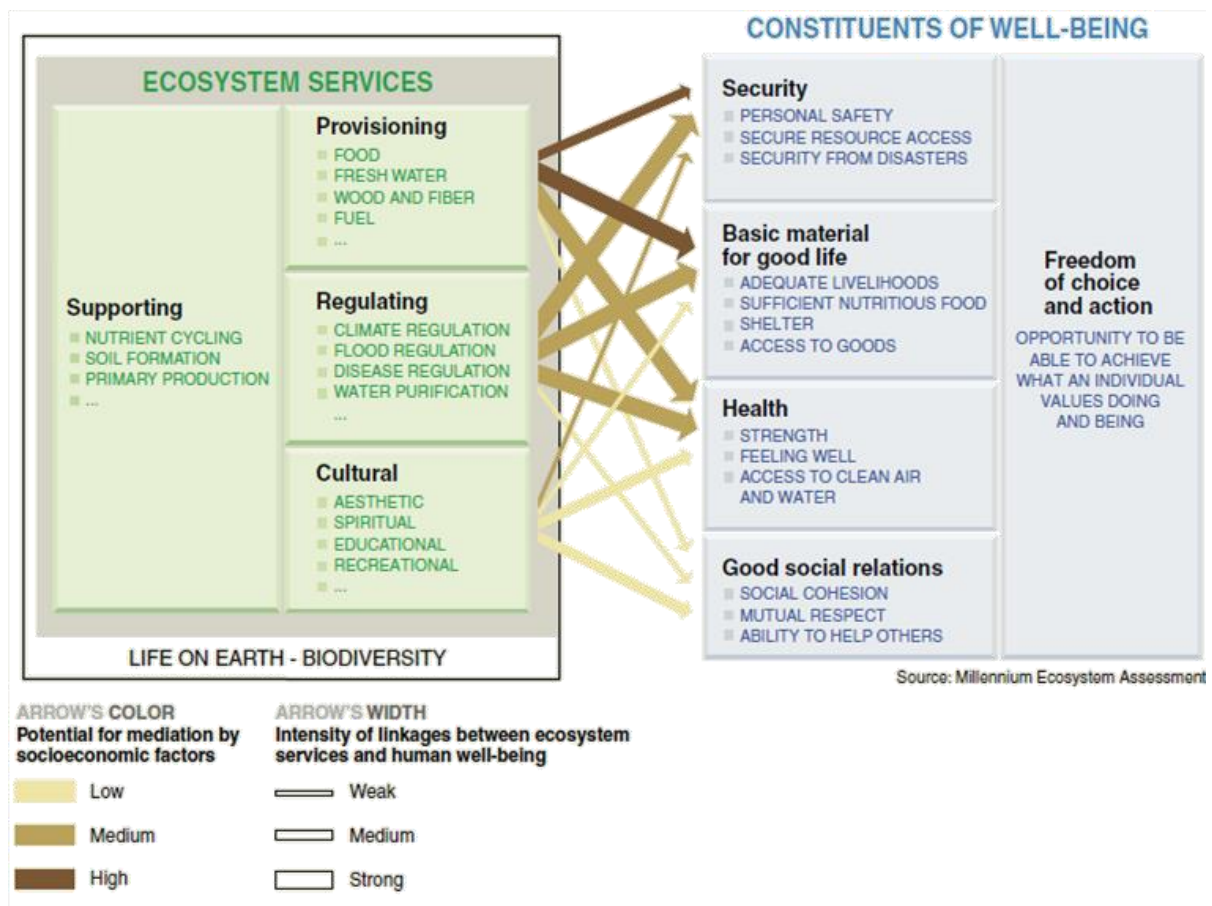 CONSTITUENTS OF WELL-BEING
ECOSYSTEM SERVICES
Supporting
NUTRIENT CYCLING
SOIL FORMATION
PRIMARY PRODUCTION
...
Provisioning
FOOD
FRESH WATER
WOOD AND FIBER
FUEL
...
Regulating
CLIMATE REGULATION
FLOOD REGULATION
DISEASE REGULATION
WATER PURIFICATION
...
Cultural
AESTHETIC
SPIRITUAL
EDUCATIONAL
RECREATIONAL
...
LIFE ON EARTH - BIODIVERSITY
Security
PERSONAL SAFETY
SECURE RESOURCE ACCESS
SECURITY FROM DISASTERS
Basic material
for good life
ADEQUATE LIVELIHOODS
SUFFICIENT NUTRITIOUS FOOD
SHELTER
ACCESS TO GOODS
Health
STRENGTH
FEELING WELL
ACCESS TO CLEAN AIR
AND WATER
Good social relations
SOCIAL COHESION
MUTUAL RESPECT
ABILITY TO HELP OTHERS
Freedom
of choice
and action
OPPORTUNITY TO BE
ABLE TO ACHIEVE
WHAT AN INDIVIDUAL
VALUES DOING
AND BEING
Source: Millennium Ecosystem Assessment
ARROW'S COLOR
Potential for mediation by
socioeconomic factors
Low
Medium
High
ARROW'S WIDTH
Intensity of linkages between ecosystem
services and human well-being
Weak
Medium
Strong